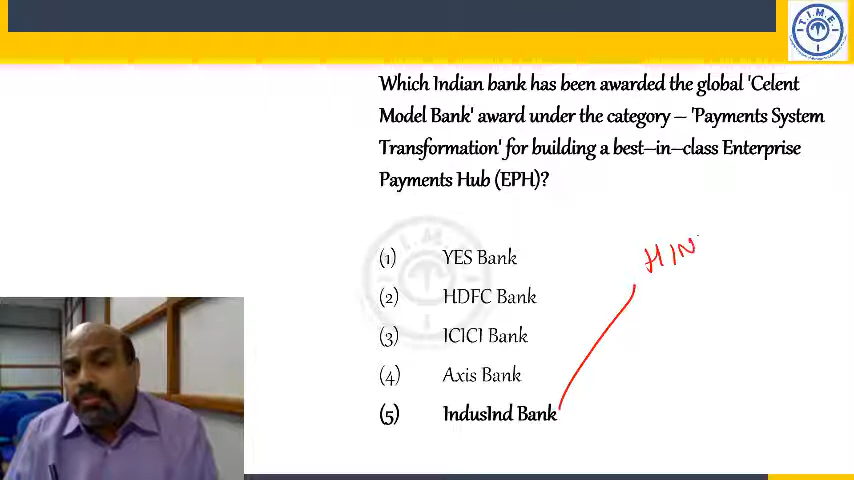 T.I.M.E.
Which Indian bank has been awarded the global 'Celent
Model Bank' award under the category – 'Payments System
Transformation' for building a best–in–class Enterprise
Payments Hub (EPH)?
(1) YES Bank
(2) HDFC Bank
(3) ICICI Bank
(4) Axis Bank
(5) IndusInd Bank
HIN